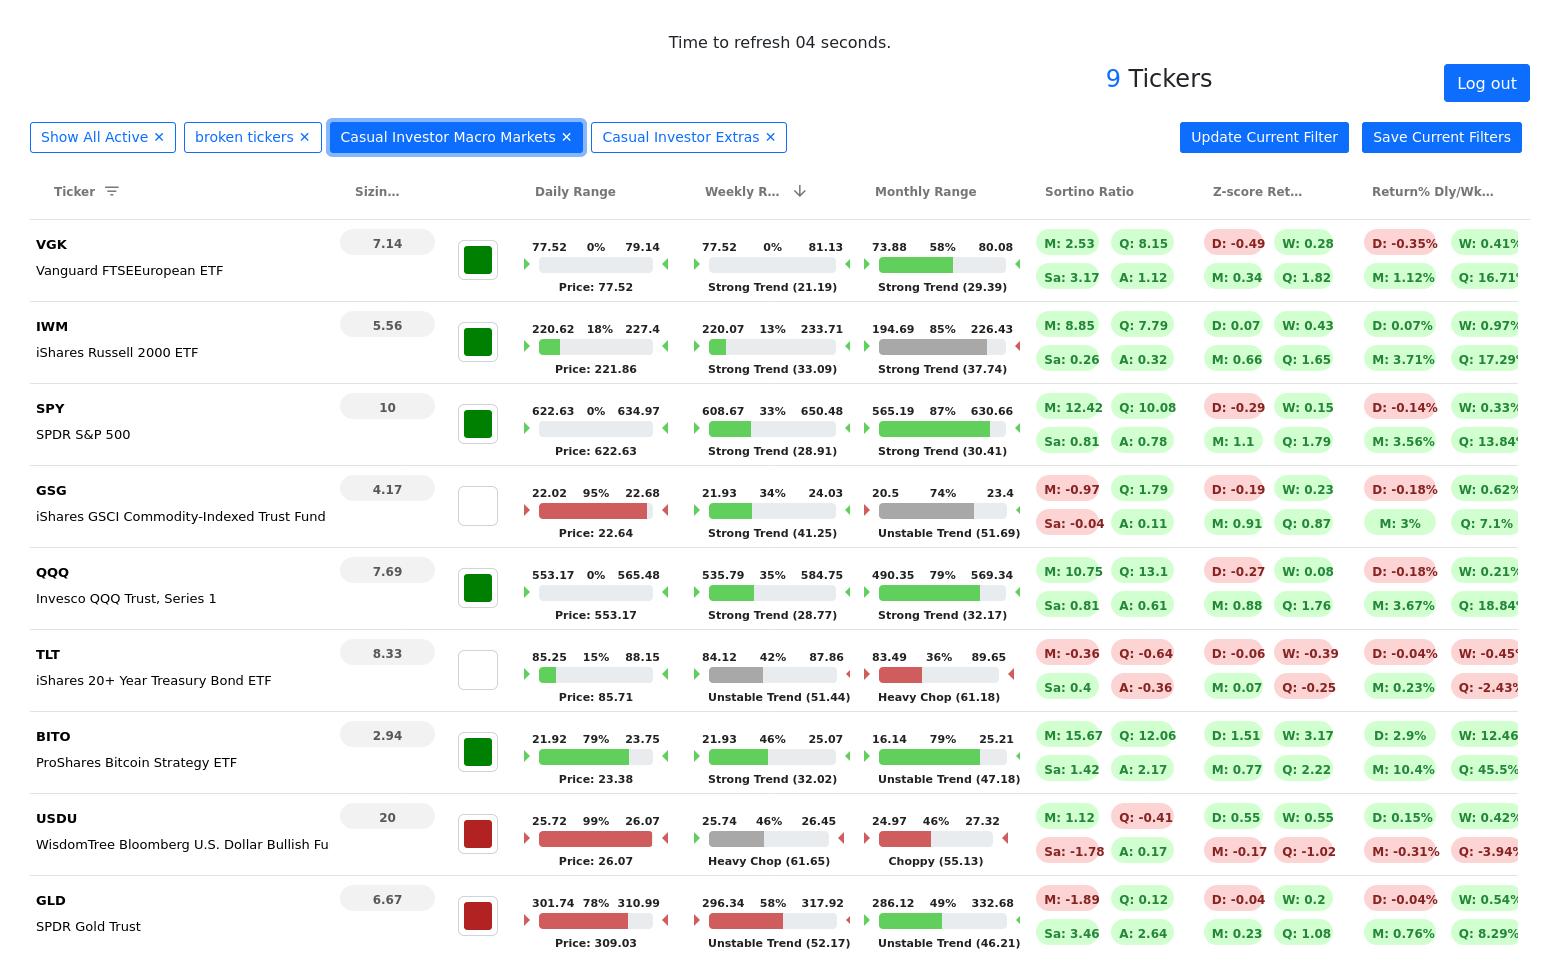 Time to refresh 04 seconds.
9 Tickers
Log out
Show All Active ✕ broken tickers ✕ Casual Investor Macro Markets ✕ Casual Investor Extras ✕ Update Current Filter Save Current Filters
Ticker Sizin... Daily Range Weekly R... Monthly Range Sortino Ratio Z-score Ret... Return% Dly/Wk...
VGK 7.14 77.52 0% 79.14 77.52 0% 81.13 73.88 58% 80.08 M: 2.53 Q: 8.15 D: -0.49 W: 0.28 D: -0.35% W: 0.41%
Vanguard FTSEEuropean ETF Price: 77.52 Strong Trend (21.19) Strong Trend (29.39) Sa: 3.17 A: 1.12 M: 0.34 Q: 1.82 M: 1.12% Q: 16.71%
IWM 5.56 220.62 18% 227.4 220.07 13% 233.71 194.69 85% 226.43 M: 8.85 Q: 7.79 D: 0.07 W: 0.43 D: 0.07% W: 0.97%
iShares Russell 2000 ETF Price: 221.86 Strong Trend (33.09) Strong Trend (37.74) Sa: 0.26 A: 0.32 M: 0.66 Q: 1.65 M: 3.71% Q: 17.29%
SPY 10 622.63 0% 634.97 608.67 33% 650.48 565.19 87% 630.66 M: 12.42 Q: 10.08 D: -0.29 W: 0.15 D: -0.14% W: 0.33%
SPDR S&P 500 Price: 622.63 Strong Trend (28.91) Strong Trend (30.41) Sa: 0.81 A: 0.78 M: 1.1 Q: 1.79 M: 3.56% Q: 13.84%
GSG 4.17 22.02 95% 22.68 21.93 34% 24.03 20.5 74% 23.4 M: -0.97 Q: 1.79 D: -0.19 W: 0.23 D: -0.18% W: 0.62%
iShares GSCI Commodity-Indexed Trust Fund Price: 22.64 Strong Trend (41.25) Unstable Trend (51.69) Sa: -0.04 A: 0.11 M: 0.91 Q: 0.87 M: 3% Q: 7.1%
QQQ 7.69 553.17 0% 565.48 535.79 35% 584.75 490.35 79% 569.34 M: 10.75 Q: 13.1 D: -0.27 W: 0.08 D: -0.18% W: 0.21%
Invesco QQQ Trust, Series 1 Price: 553.17 Strong Trend (28.77) Strong Trend (32.17) Sa: 0.81 A: 0.61 M: 0.88 Q: 1.76 M: 3.67% Q: 18.84%
TLT 8.33 85.25 15% 88.15 84.12 42% 87.86 83.49 36% 89.65 M: -0.36 Q: -0.64 D: -0.06 W: -0.39 D: -0.04% W: -0.45%
iShares 20+ Year Treasury Bond ETF Price: 85.71 Unstable Trend (51.44) Heavy Chop (61.18) Sa: 0.4 A: -0.36 M: 0.07 Q: -0.25 M: 0.23% Q: -2.43%
BITO 2.94 21.92 79% 23.75 21.93 46% 25.07 16.14 79% 25.21 M: 15.67 Q: 12.06 D: 1.51 W: 3.17 D: 2.9% W: 12.46
ProShares Bitcoin Strategy ETF Price: 23.38 Strong Trend (32.02) Unstable Trend (47.18) Sa: 1.42 A: 2.17 M: 0.77 Q: 2.22 M: 10.4% Q: 45.5%
USDU 20 25.72 99% 26.07 25.74 46% 26.45 24.97 46% 27.32 M: 1.12 Q: -0.41 D: 0.55 W: 0.55 D: 0.15% W: 0.42%
WisdomTree Bloomberg U.S. Dollar Bullish Fu Price: 26.07 Heavy Chop (61.65) Choppy (55.13) Sa: -1.78 A: 0.17 M: -0.17 Q: -1.02 M: -0.31% Q: -3.94%
GLD 6.67 301.74 78% 310.99 296.34 58% 317.92 286.12 49% 332.68 M: -1.89 Q: 0.12 D: -0.04 W: 0.2 D: -0.04% W: 0.54%
SPDR Gold Trust Price: 309.03 Unstable Trend (52.17) Unstable Trend (46.21) Sa: 3.46 A: 2.64 M: 0.23 Q: 1.08 M: 0.76% Q: 8.29%